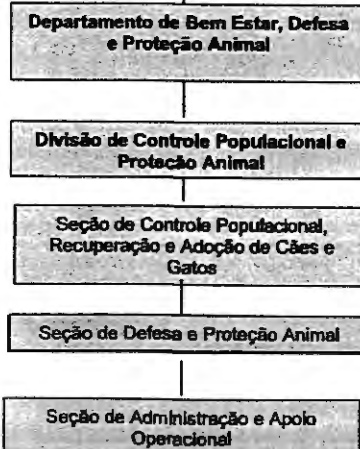 Departamento de Bem Estar, Defesa
e Proteção Animal
Divisão de Controle Populacional e
Proteção Animal
Seção de Controle Populacional,
Recuperação e Adoção de Cães e
Gatos
Seção de Defesa e Proteção Animal
Seção de Administração e Apoio
Operacional